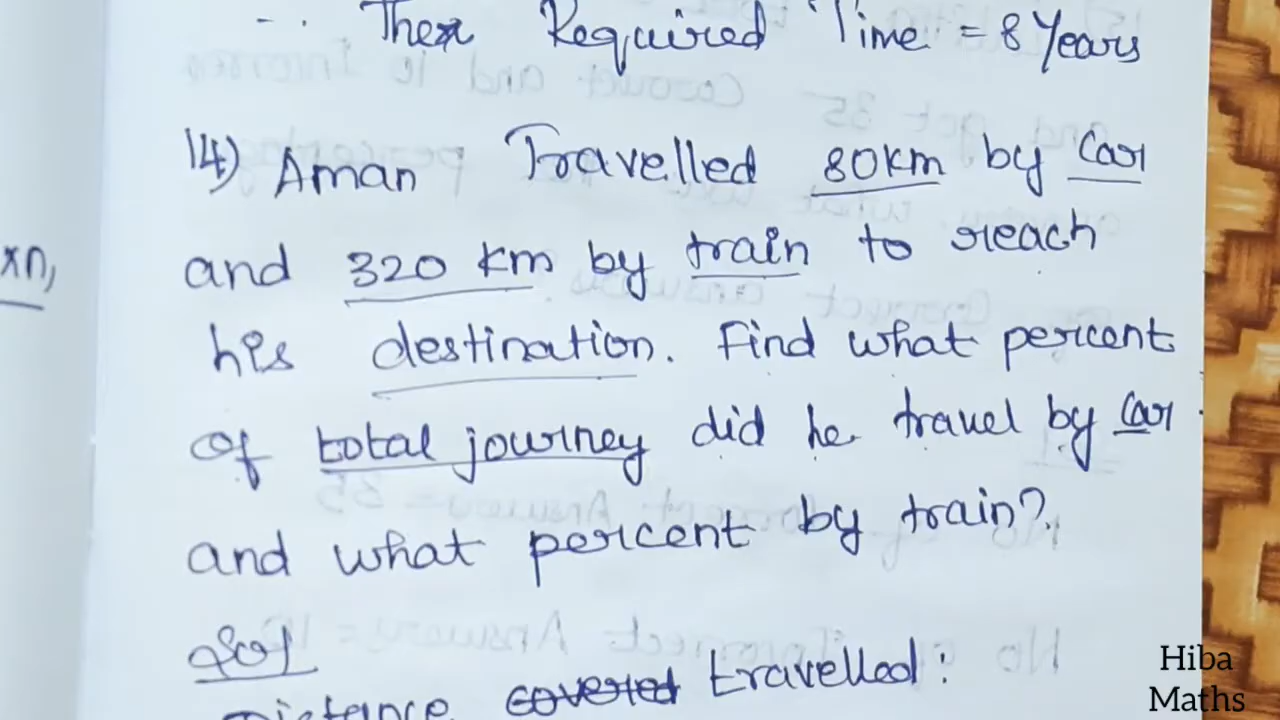 The Required Time = 8 Years
14) Aman Travelled 80km by Car
and 320 km by train to reach
xn,
his destination. Find what percent
of total journey did he travel by Car
and what percent by train?
Sol
Distance covered travelled:
Hiba
Maths